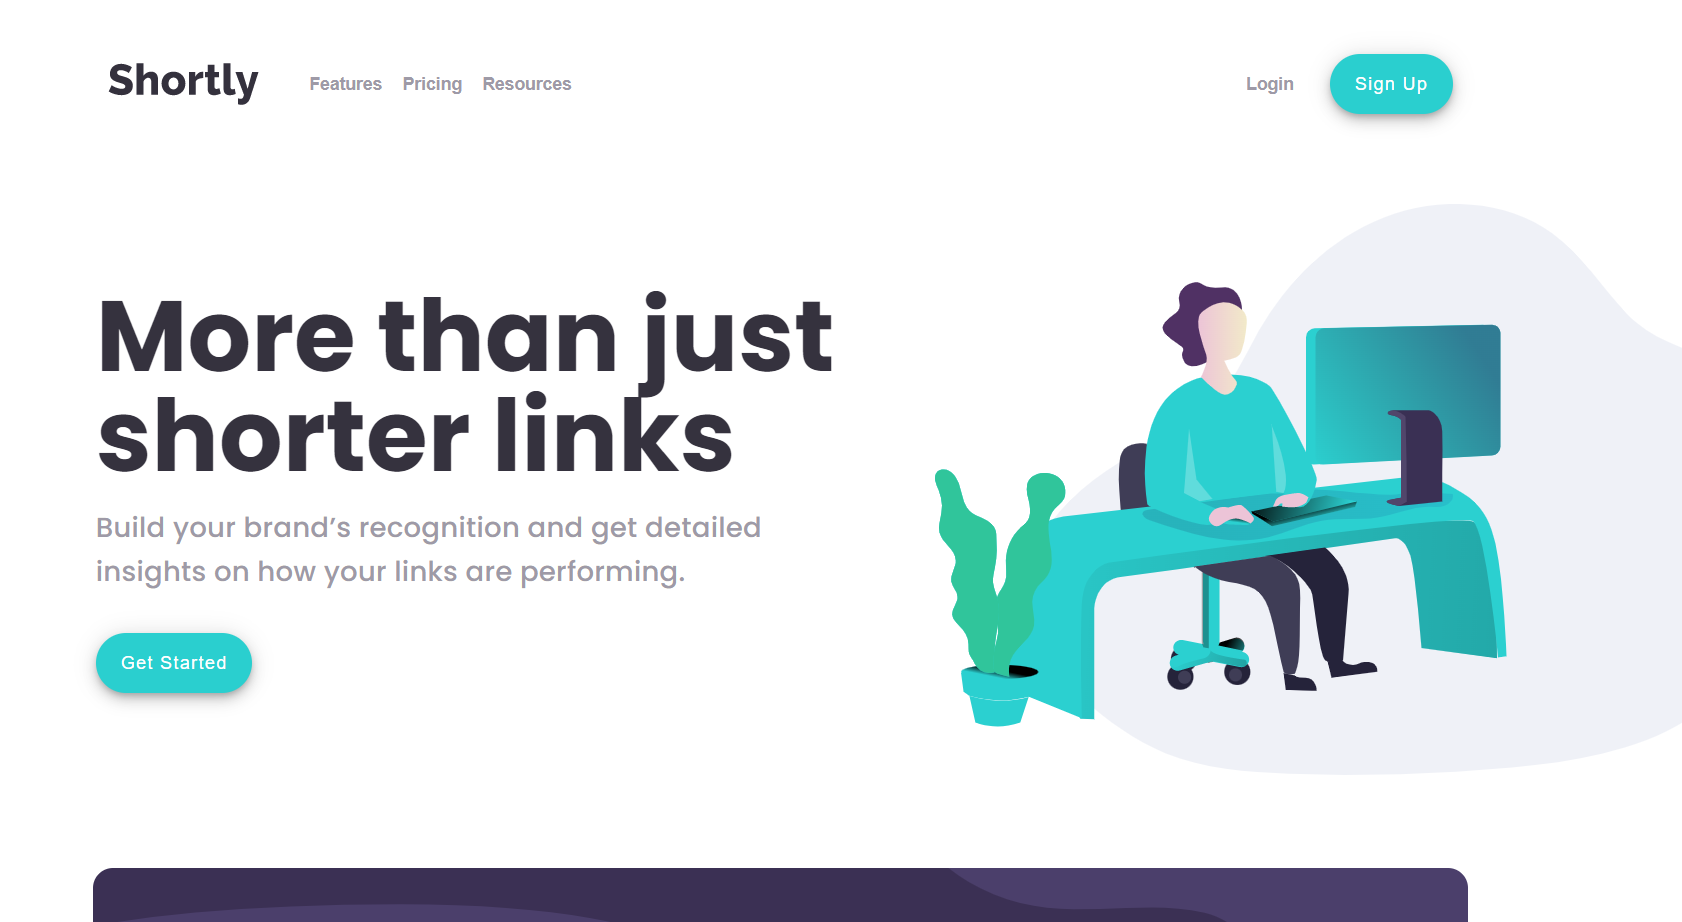 Shortly
Features Pricing Resources
Login
Sign Up
More than just
shorter links
Build your brand’s recognition and get detailed
insights on how your links are performing.
Get Started